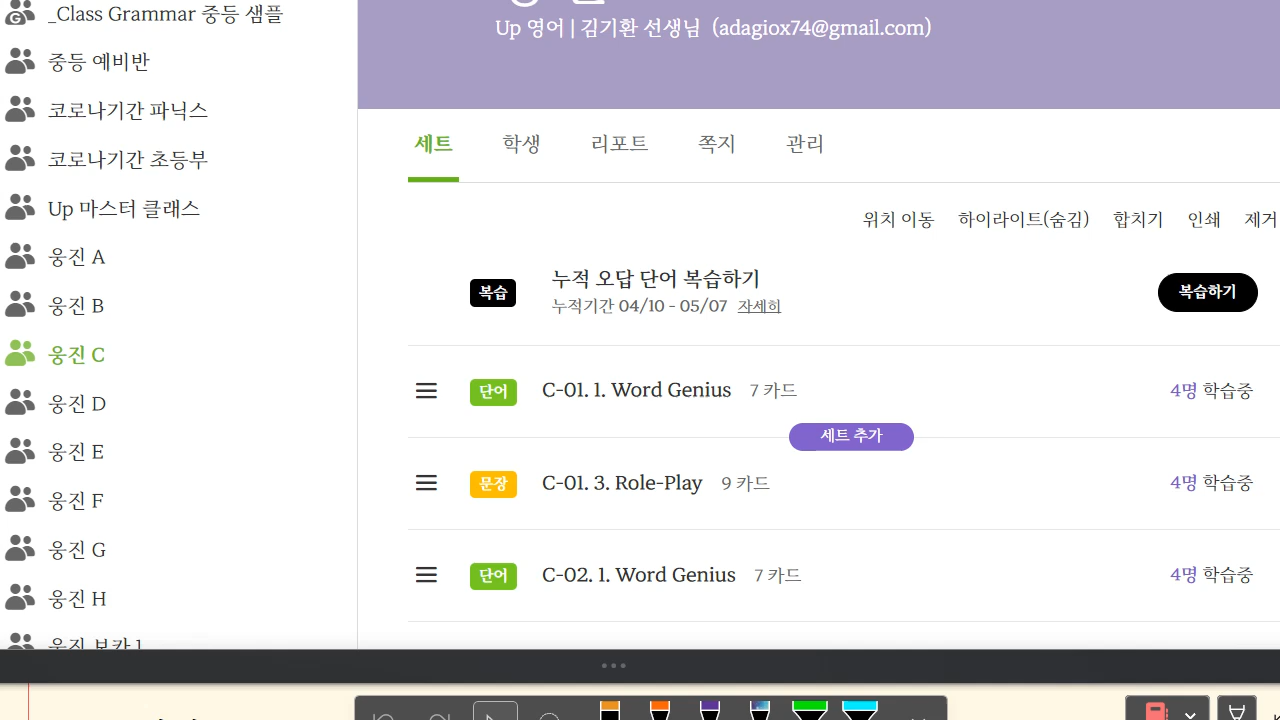 _Class Grammar 중등 샘플
중등 예비반
코로나기간 파닉스
코로나기간 초등부
Up 마스터 클래스
웅진 A
웅진 B
웅진 C
웅진 D
웅진 E
웅진 F
웅진 G
웅진 H
Up 영어 | 김기환 선생님 (adagiox74@gmail.com)
세트 학생 리포트 쪽지 관리
위치 이동 하이라이트(숨김) 합치기 인쇄 제거
복습 누적 오답 단어 복습하기 복습하기
누적기간 04/10 - 05/07 자세히
단어 C-01. 1. Word Genius 7 카드 4명 학습중
세트 추가
문장 C-01. 3. Role-Play 9 카드 4명 학습중
단어 C-02. 1. Word Genius 7 카드 4명 학습중